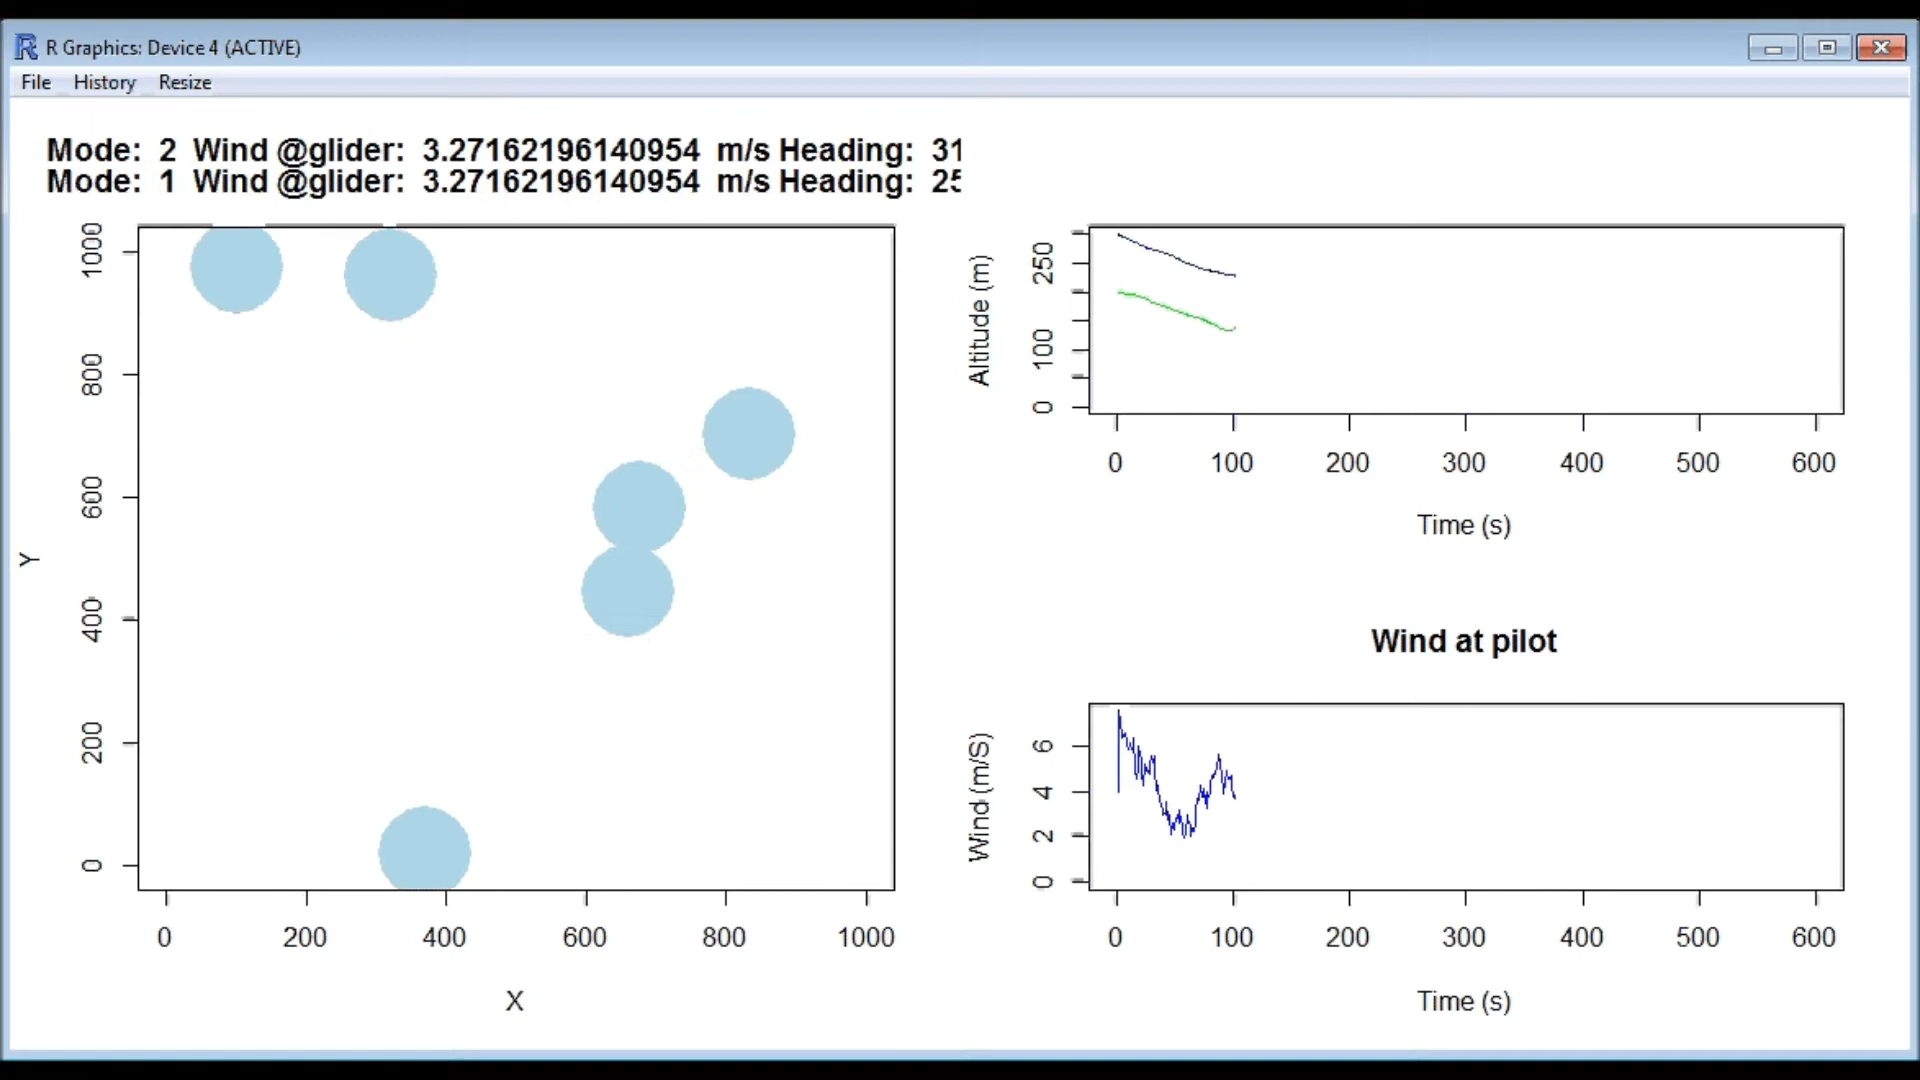 R Graphics: Device 4 (ACTIVE)
File History Resize
Mode: 2 Wind @glider: 3.27162196140954 m/s Heading: 31
Mode: 1 Wind @glider: 3.27162196140954 m/s Heading:
Y
1000
800
600
400
200
0
0 200 400 600 800 1000
X
Altitude (m)
250
100
0
0 100 200 300 400 500 600
Time (s)
Wind at pilot
Wind (m/S)
6
4
2
0
0 100 200 300 400 500 600
Time (s)